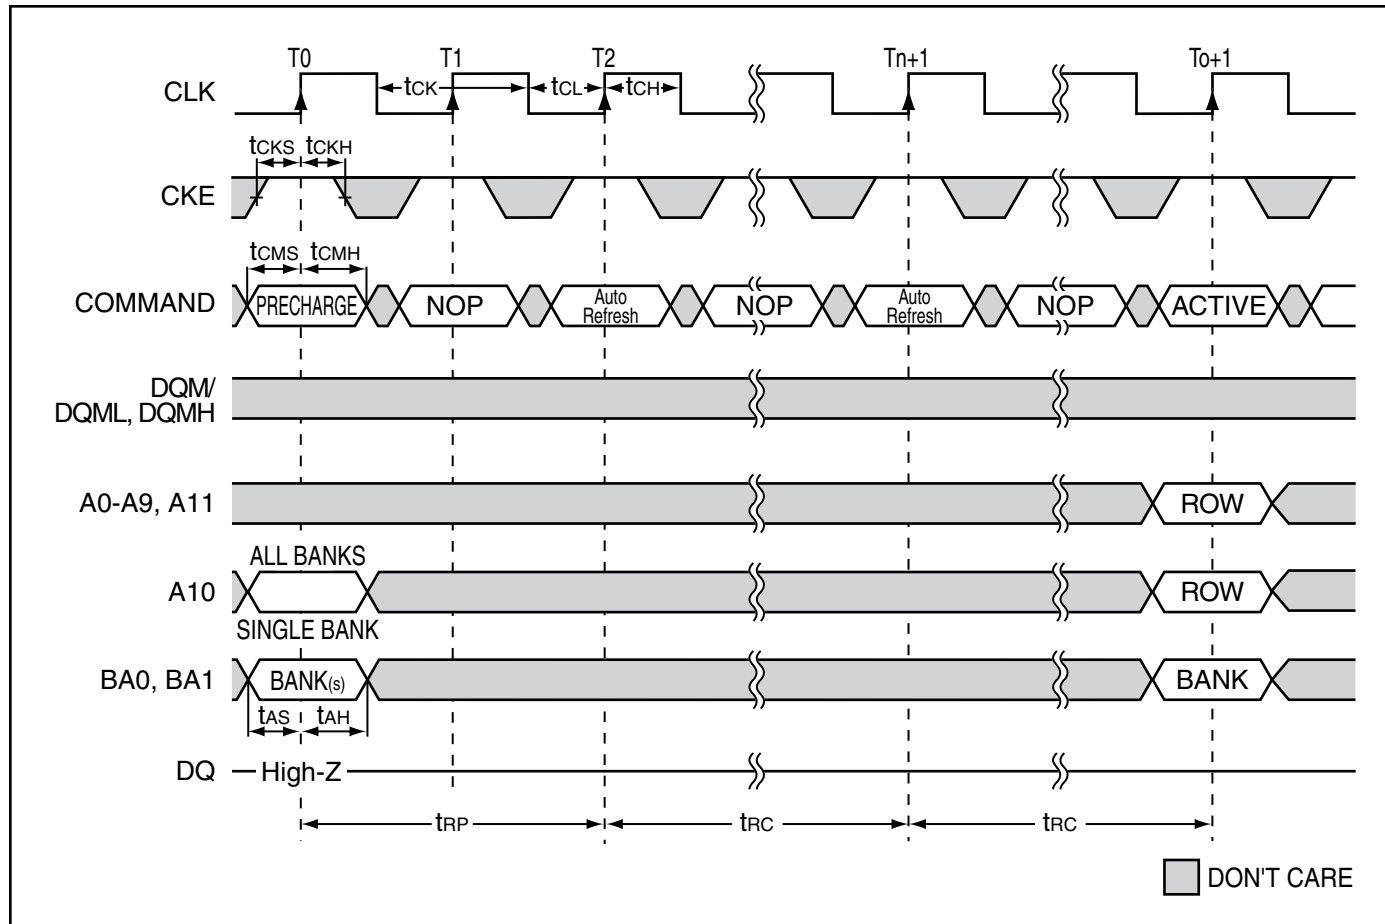 T0 T1 T2 Tn+1 To+1
CLK tCK tCL tCH
tCKS tCKH
CKE
tCMS tCMH
COMMAND PRECHARGE NOP Auto Refresh NOP Auto Refresh NOP ACTIVE
DQM/
DQML, DQMH
A0-A9, A11 ROW
ALL BANKS
A10 ROW
SINGLE BANK
BA0, BA1 BANK(s) BANK
tAS tAH
DQ High-Z
tRP tRC tRC
DON'T CARE